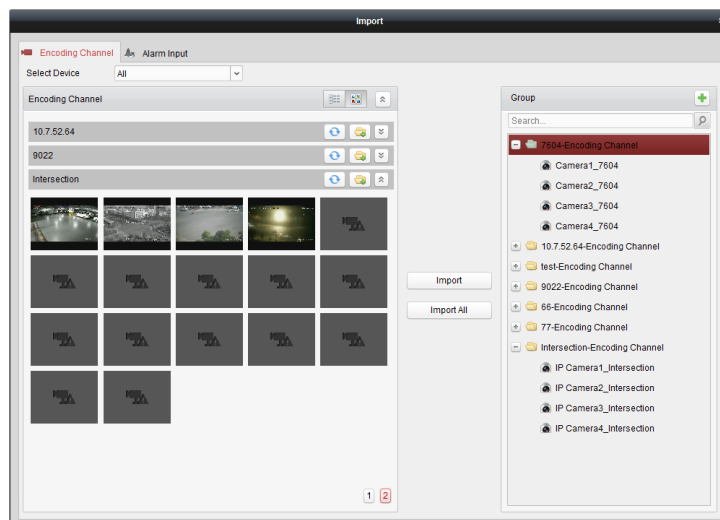 Import
Encoding Channel
Alarm Input
Select Device
All
Encoding Channel
10.7.52.64
9022
Intersection
1
2
Import
Import All
Group
Search...
7604-Encoding Channel
Camera1_7604
Camera2_7604
Camera3_7604
Camera4_7604
10.7.52.64-Encoding Channel
test-Encoding Channel
9022-Encoding Channel
66-Encoding Channel
77-Encoding Channel
Intersection-Encoding Channel
IP Camera1_Intersection
IP Camera2_Intersection
IP Camera3_Intersection
IP Camera4_Intersection